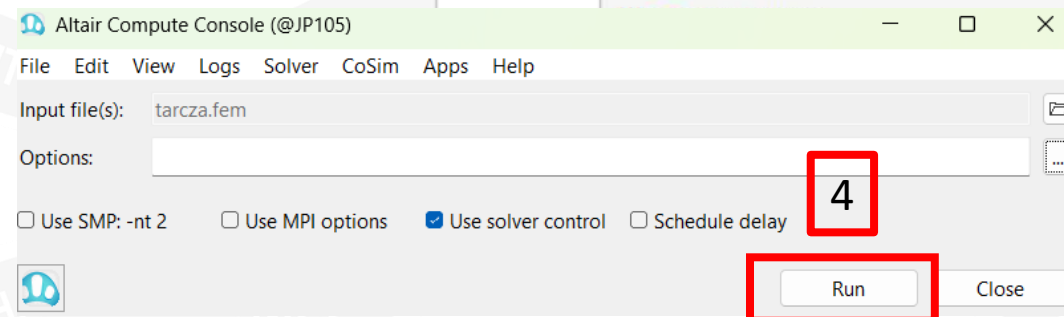 Altair Compute Console (@JP105)
File Edit View Logs Solver CoSim Apps Help
Input file(s): tarcza.fem
Options: ...
4
Use SMP: -nt 2 Use MPI options Use solver control Schedule delay
Run Close